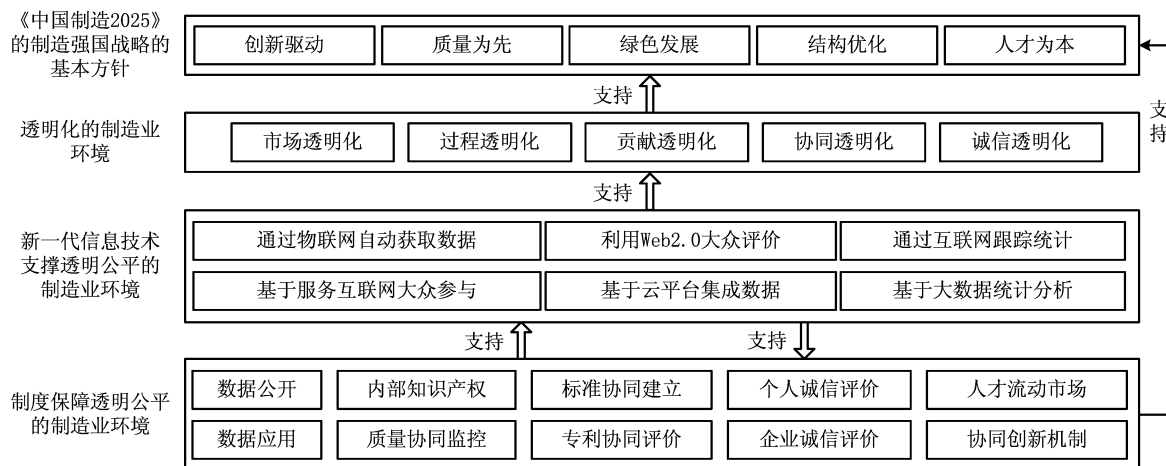 《中国制造2025》
的制造强国战略的
基本方针
创新驱动
质量为先
绿色发展
结构优化
人才为本
支持
透明化的制造业
环境
市场透明化
过程透明化
贡献透明化
协同透明化
诚信透明化
支
持
支持
新一代信息技术
支撑透明公平的
制造业环境
通过物联网自动获取数据
利用Web2.0大众评价
通过互联网跟踪统计
基于服务互联网大众参与
基于云平台集成数据
基于大数据统计分析
支持
支持
制度保障透明公平
的制造业环境
数据公开
内部知识产权
标准协同建立
个人诚信评价
人才流动市场
数据应用
质量协同监控
专利协同评价
企业诚信评价
协同创新机制